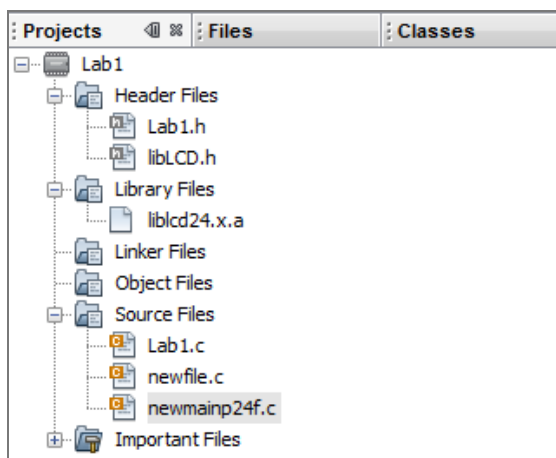 Projects Files Classes
Lab1
Header Files
Lab1.h
libLCD.h
Library Files
liblcd24.x.a
Linker Files
Object Files
Source Files
Lab1.c
newfile.c
newmainp24f.c
Important Files